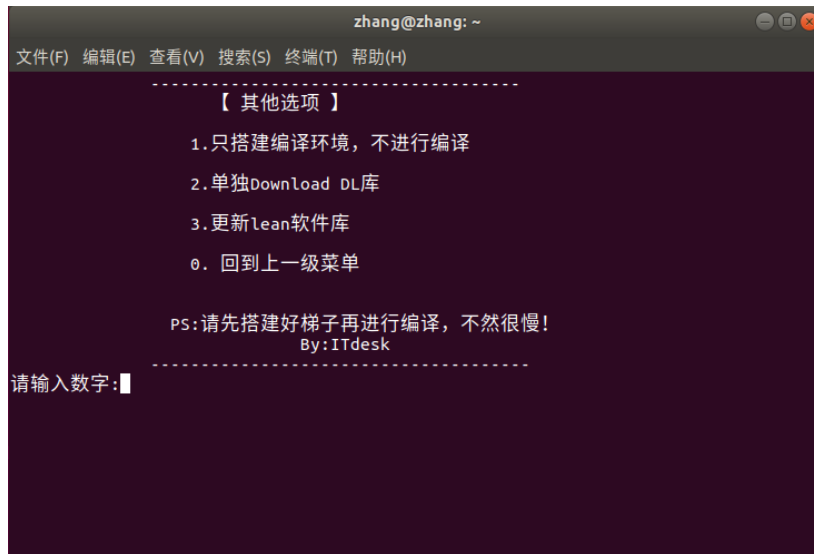 zhang@zhang: ~
文件(F) 编辑(E) 查看(V) 搜索(S) 终端(T) 帮助(H)
-------------------------------------
【 其他选项 】
1.只搭建编译环境，不进行编译
2.单独Download DL库
3.更新lean软件库
0. 回到上一级菜单
PS:请先搭建好梯子再进行编译，不然很慢！
By:ITdesk
--------------------------------------
请输入数字: